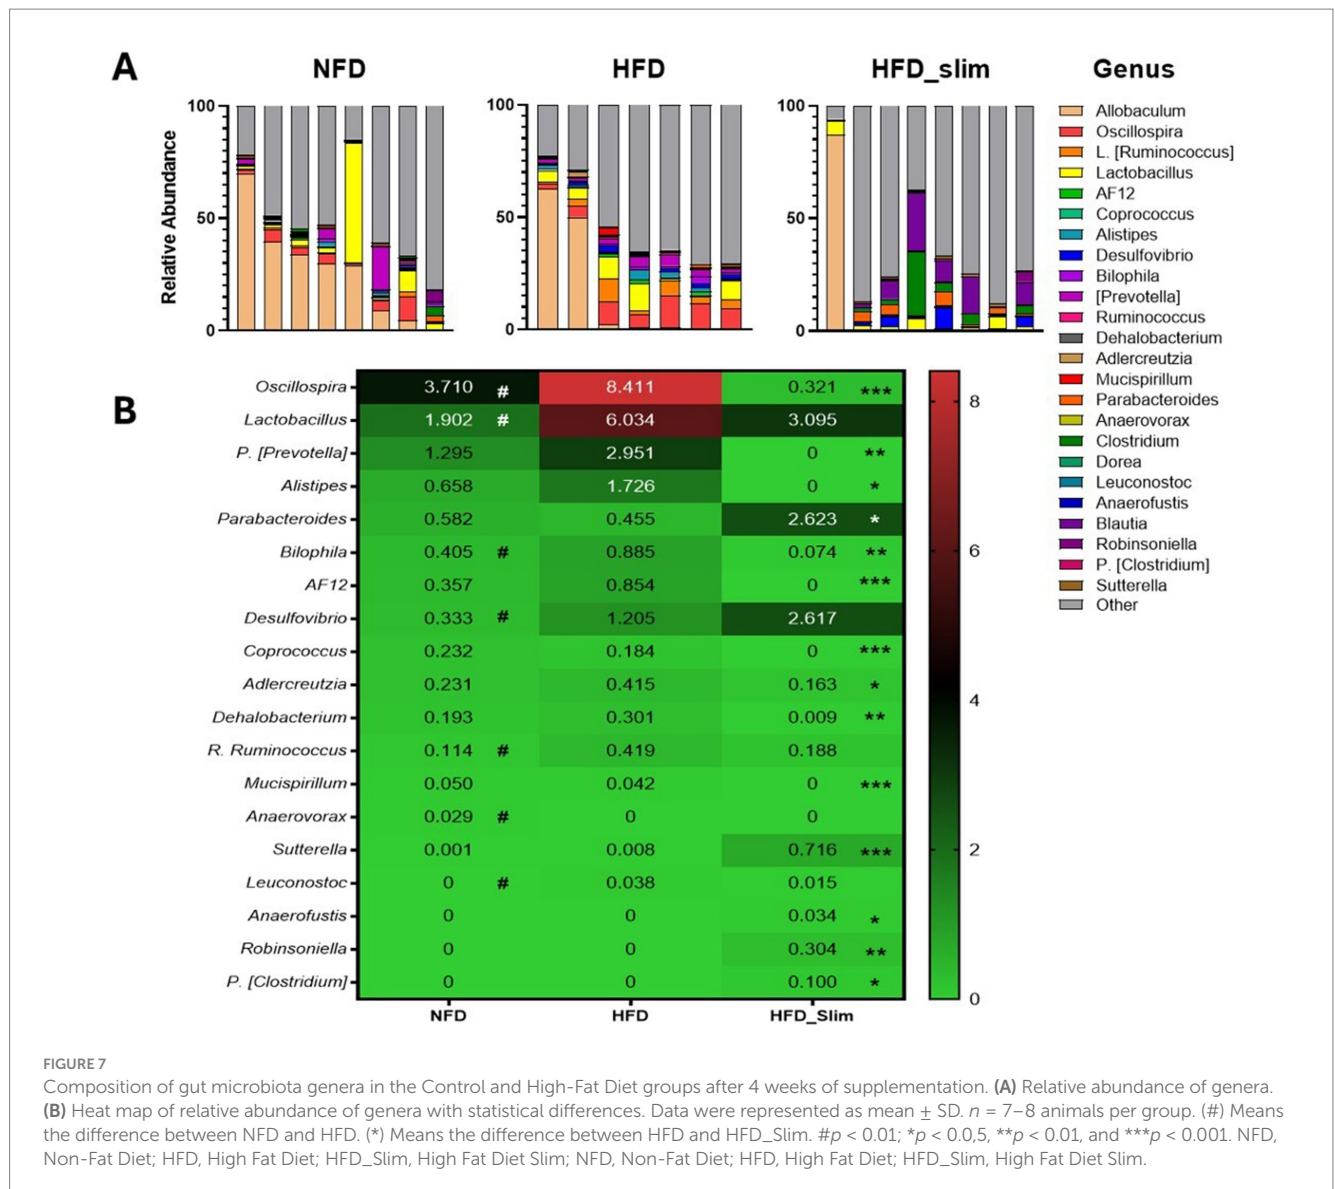 A
NFD
HFD
HFD_slim
Genus
Relative Abundance
100
50
0
100
50
0
100
50
0
Allobaculum
Oscillospira
L. [Ruminococcus]
Lactobacillus
AF12
Coprococcus
Alistipes
Desulfovibrio
Bilophila
[Prevotella]
Ruminococcus
Dehalobacterium
Adlercreutzia
Mucispirillum
Parabacteroides
Anaerovorax
Clostridium
Dorea
Leuconostoc
Anaerofustis
Blautia
Robinsoniella
P. [Clostridium]
Sutterella
Other
B
Oscillospira 3.710 # 8.411 0.321 ***
Lactobacillus 1.902 # 6.034 3.095
P. [Prevotella] 1.295 2.951 0 **
Alistipes 0.658 1.726 0 *
Parabacteroides 0.582 0.455 2.623 *
Bilophila 0.405 # 0.885 0.074 **
AF12 0.357 0.854 0 ***
Desulfovibrio 0.333 # 1.205 2.617
Coprococcus 0.232 0.184 0 ***
Adlercreutzia 0.231 0.415 0.163 *
Dehalobacterium 0.193 0.301 0.009 **
R. Ruminococcus 0.114 # 0.419 0.188
Mucispirillum 0.050 0.042 0 ***
Anaerovorax 0.029 # 0 0
Sutterella 0.001 0.008 0.716 ***
Leuconostoc 0 # 0.038 0.015
Anaerofustis 0 0 0.034 *
Robinsoniella 0 0 0.304 **
P. [Clostridium] 0 0 0.100 *
NFD HFD HFD_Slim
8
6
4
2
0
FIGURE 7
Composition of gut microbiota genera in the Control and High-Fat Diet groups after 4 weeks of supplementation. (A) Relative abundance of genera.
(B) Heat map of relative abundance of genera with statistical differences. Data were represented as mean ± SD. n = 7–8 animals per group. (#) Means
the difference between NFD and HFD. (*) Means the difference between HFD and HFD_Slim. #p < 0.01; *p < 0.0,5, **p < 0.01, and ***p < 0.001. NFD,
Non-Fat Diet; HFD, High Fat Diet; HFD_Slim, High Fat Diet Slim; NFD, Non-Fat Diet; HFD, High Fat Diet; HFD_Slim, High Fat Diet Slim.